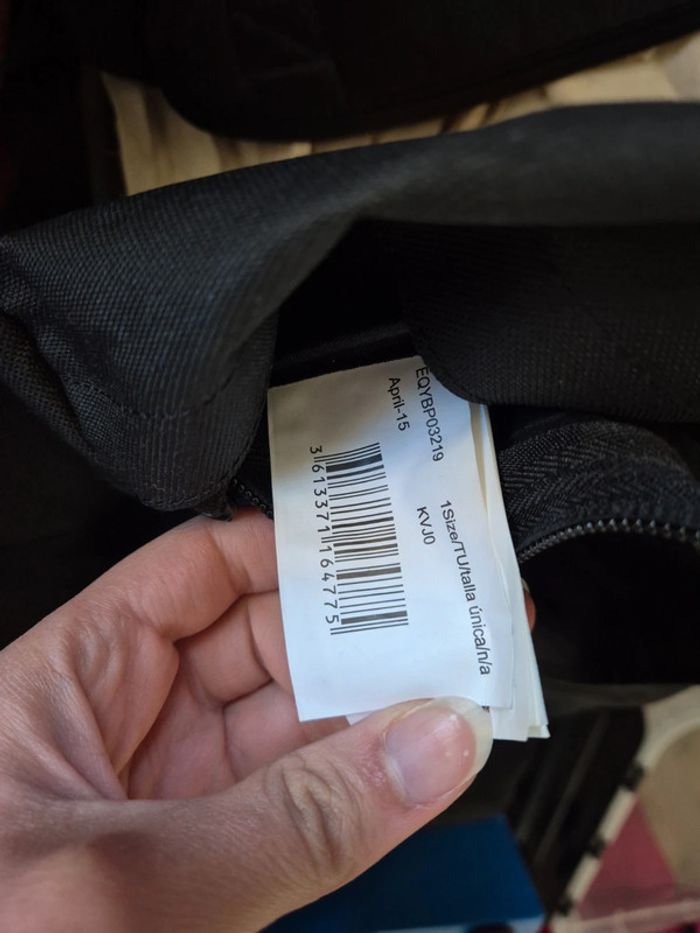 EQYBP03219 1Size/TU/talla única/n/a
April-15 KVJ0
3613371164775